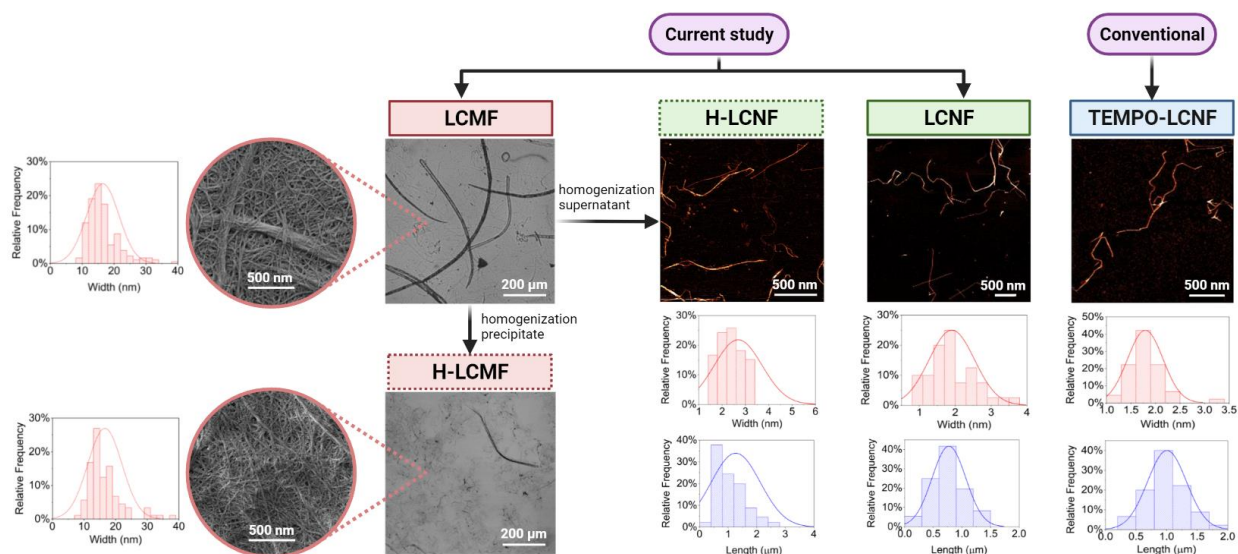 Current study
Conventional
LCMF
H-LCNF
LCNF
TEMPO-LCNF
30%
20%
10%
0%
Relative Frequency
0 10 20 30 40
Width (nm)
500 nm
200 µm
homogenization
supernatant
500 nm
500 nm
500 nm
homogenization
precipitate
H-LCMF
30%
20%
10%
0%
Relative Frequency
0 10 20 30 40
Width (nm)
500 nm
200 µm
30%
20%
10%
0%
Relative Frequency
1 2 3 4 5 6
Width (nm)
30%
20%
10%
0%
Relative Frequency
1 2 3 4
Width (nm)
50%
40%
30%
20%
10%
0%
Relative Frequency
1.0 1.5 2.0 2.5 3.0 3.5
Width (nm)
40%
30%
20%
10%
0%
Relative Frequency
0 1 2 3 4
Length (µm)
40%
30%
20%
10%
0%
Relative Frequency
0.0 0.5 1.0 1.5 2.0
Length (µm)
40%
30%
20%
10%
0%
Relative Frequency
0.0 0.5 1.0 1.5 2.0
Length (µm)